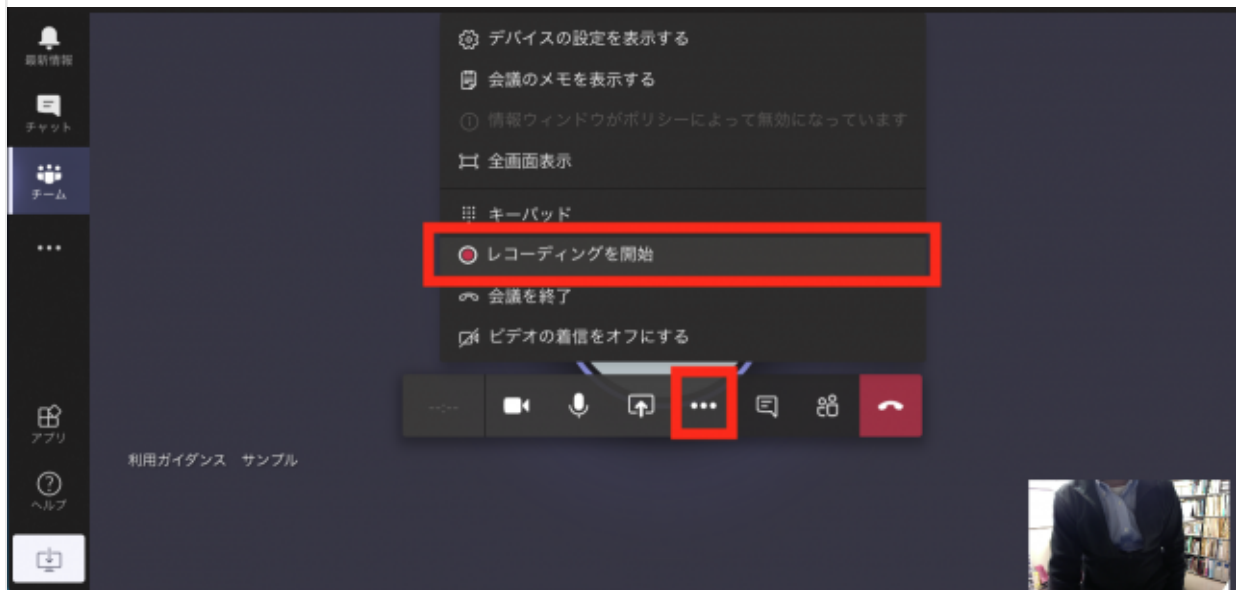 最新情報
チャット
チーム
アプリ
ヘルプ
デバイスの設定を表示する
会議のメモを表示する
情報ウィンドウがポリシーによって無効になっています
全画面表示
キーパッド
レコーディングを開始
会議を終了
ビデオの着信をオフにする
--:--
利用ガイダンス サンプル